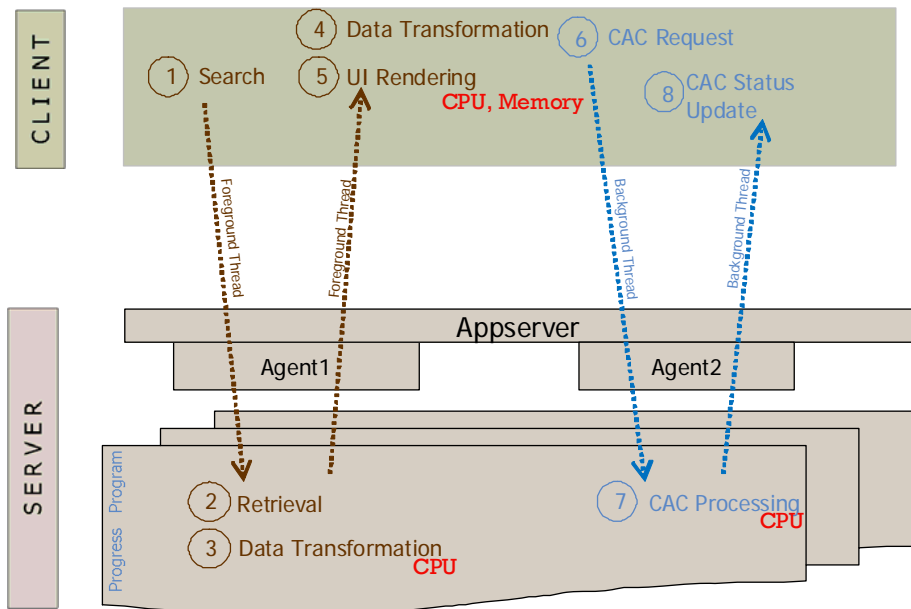 CLIENT
1 Search
4 Data Transformation
5 UI Rendering
CPU, Memory
6 CAC Request
8 CAC Status
Update
Foreground Thread
Foreground Thread
Background Thread
Background Thread
SERVER
Appserver
Agent1
Agent2
Progress Program
2 Retrieval
3 Data Transformation
CPU
7 CAC Processing
CPU